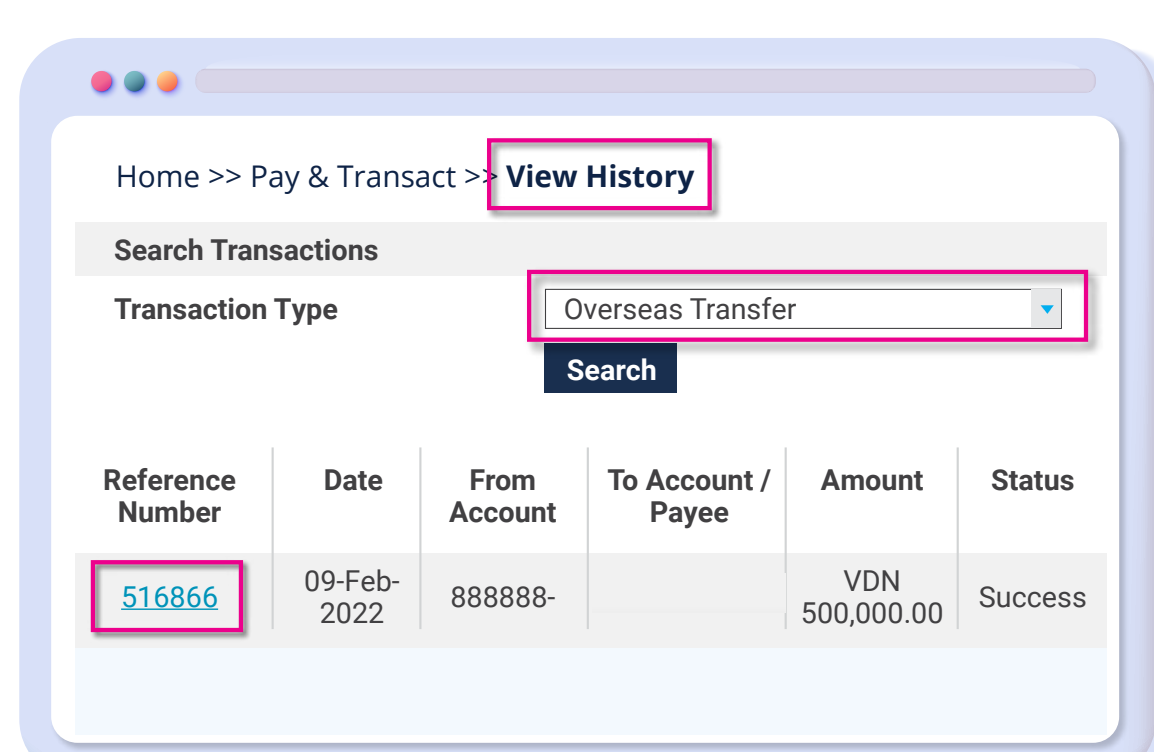 Home >> Pay & Transact >> View History
Search Transactions
Transaction Type Overseas Transfer
Search
Reference Number Date From Account To Account / Payee Amount Status
516866 09-Feb-2022 888888- VDN 500,000.00 Success